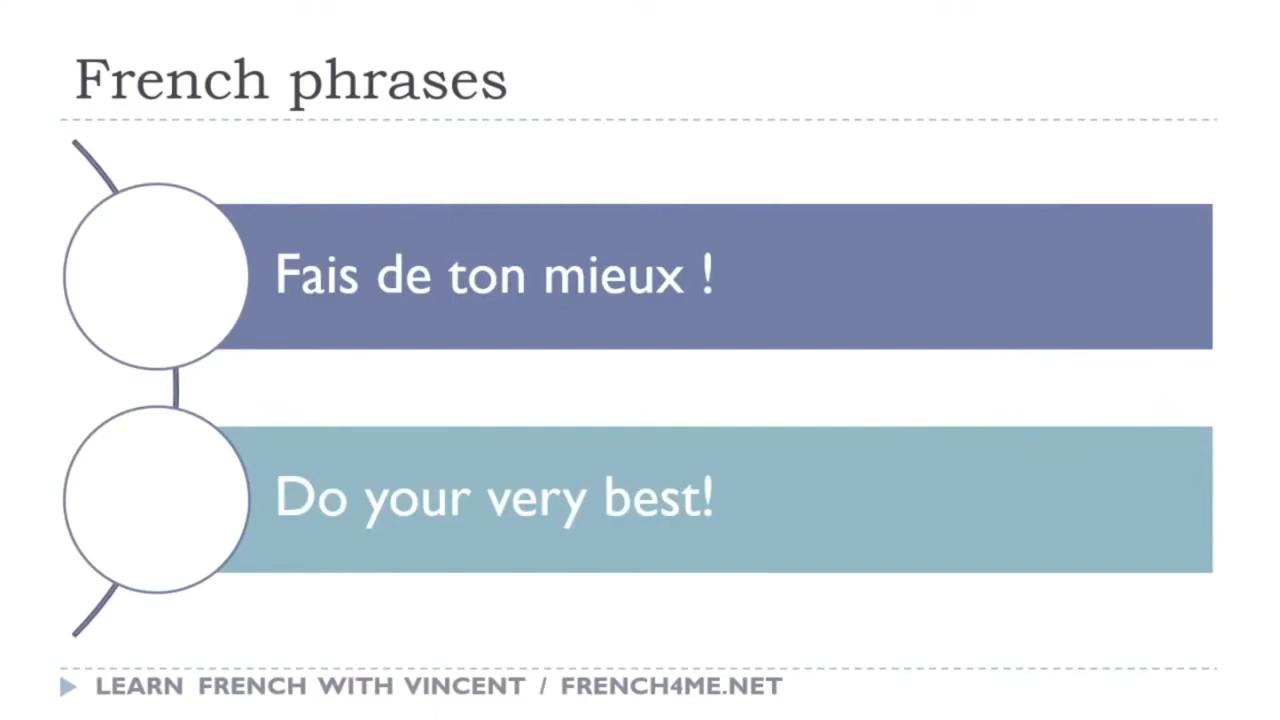 French phrases
Fais de ton mieux !
Do your very best!
LEARN FRENCH WITH VINCENT / FRENCH4ME.NET